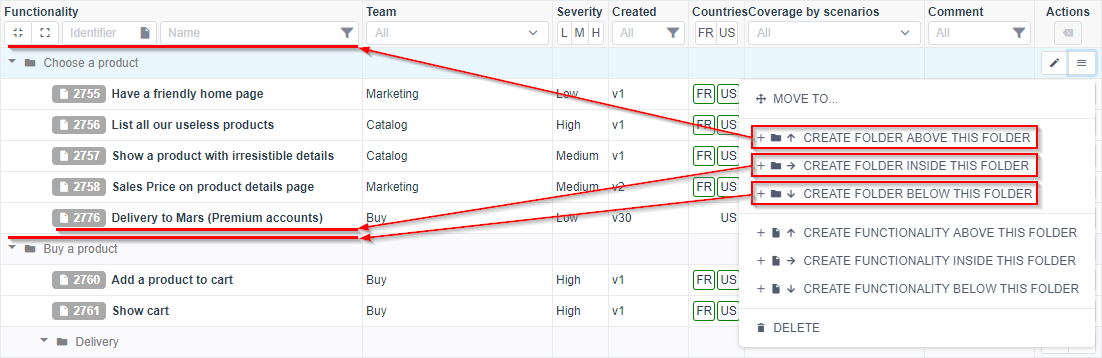 Functionality Team Severity Created Countries Coverage by scenarios Comment Actions
Identifier Name All L M H All FR US All All
Choose a product
2755 Have a friendly home page Marketing Low v1 FR US
MOVE TO...
2756 List all our useless products Catalog High v1 FR US
CREATE FOLDER ABOVE THIS FOLDER
2757 Show a product with irresistible details Catalog Medium v1 FR US
CREATE FOLDER INSIDE THIS FOLDER
2758 Sales Price on product details page Marketing Medium v2 FR US
CREATE FOLDER BELOW THIS FOLDER
2776 Delivery to Mars (Premium accounts) Buy Low v30 US
CREATE FUNCTIONALITY ABOVE THIS FOLDER
Buy a product
CREATE FUNCTIONALITY INSIDE THIS FOLDER
2760 Add a product to cart Buy High v1 FR US
CREATE FUNCTIONALITY BELOW THIS FOLDER
2761 Show cart Buy High v1 FR US
DELETE
Delivery